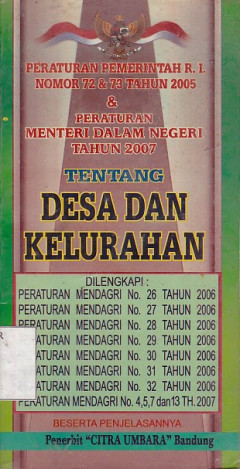 PERATURAN PEMERINTAH R. I.
NOMOR 72 & 73 TAHUN 2005
&
PERATURAN
MENTERI DALAM NEGERI
TAHUN 2007
TENTANG
DESA DAN
KELURAHAN
DILENGKAPI :
PERATURAN MENDAGRI No. 26 TAHUN 2006
PERATURAN MENDAGRI No. 27 TAHUN 2006
PERATURAN MENDAGRI No. 28 TAHUN 2006
PERATURAN MENDAGRI No. 29 TAHUN 2006
PERATURAN MENDAGRI No. 30 TAHUN 2006
PERATURAN MENDAGRI No. 31 TAHUN 2006
PERATURAN MENDAGRI No. 32 TAHUN 2006
PERATURAN MENDAGRI No. 4,5,7 dan13 TH. 2007
BESERTA PENJELASANNYA
Penerbit "CITRA UMBARA" Bandung